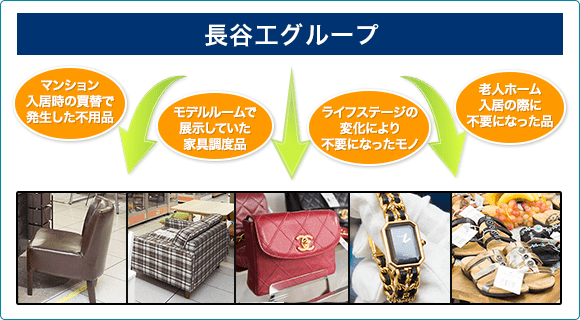 長谷工グループ
マンション
入居時の買替で
発生した不用品
モデルルームで
展示していた
家具調度品
ライフステージの
変化により
不要になったモノ
老人ホーム
入居の際に
不要になった品